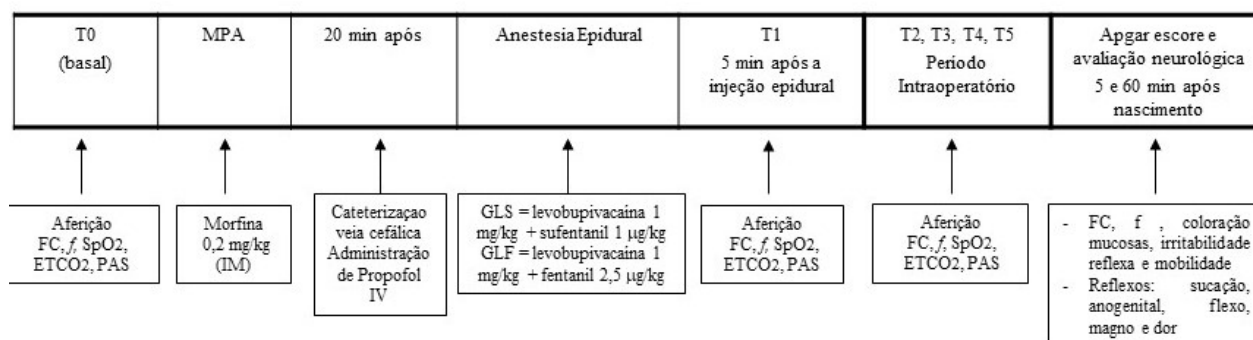 T0
(basal)
MPA
20 min após
Anestesia Epidural
T1
5 min após a
injeção epidural
T2, T3, T4, T5
Período
Intraoperatório
Apgar escore e
avaliação neurológica
5 e 60 min após
nascimento
Aferição
FC, f, SpO2,
ETCO2, PAS
Morfina
0,2 mg/kg
(IM)
Cateterizaçao
veia cefálica
Administração
de Propofol
IV
GLS = levobupivacaina 1
mg/kg + sufentanil 1 µg/kg
GLF = levobupivacaina 1
mg/kg + fentanil 2,5 µg/kg
Aferição
FC, f, SpO2,
ETCO2, PAS
Aferição
FC, f, SpO2,
ETCO2, PAS
- FC, f , coloração
mucosas, irritabilidade
reflexa e mobilidade
- Reflexos: sucação,
anogenital, flexo,
magno e dor